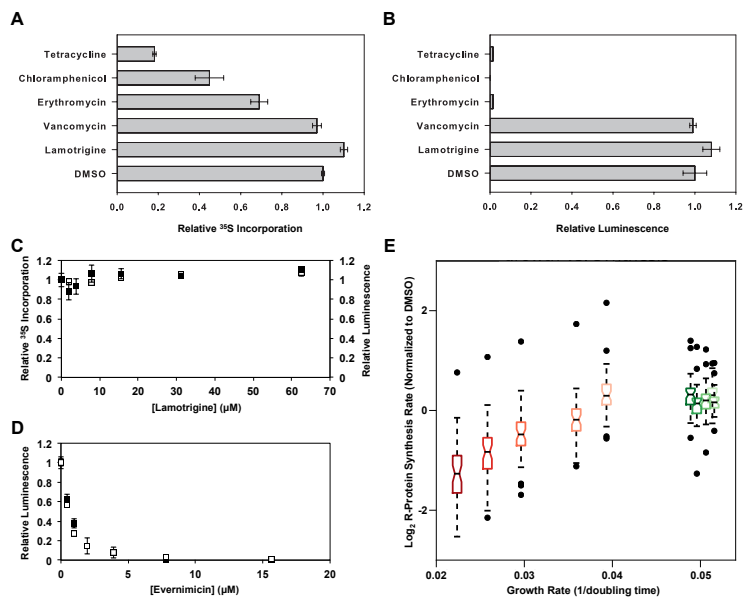 A
Tetracycline
Chloramphenicol
Erythromycin
Vancomycin
Lamotrigine
DMSO
0.0 0.2 0.4 0.6 0.8 1.0 1.2
Relative ³⁵S Incorporation
B
Tetracycline
Chloramphenicol
Erythromycin
Vancomycin
Lamotrigine
DMSO
0.0 0.2 0.4 0.6 0.8 1.0 1.2
Relative Luminescence
C
Relative ³⁵S Incorporation
1.2
1
0.8
0.6
0.4
0.2
0
1.2
1
0.8
0.6
0.4
0.2
0
Relative Luminescence
0 10 20 30 40 50 60 70
[Lamotrigine] (µM)
D
Relative Luminescence
1.2
1
0.8
0.6
0.4
0.2
0
0 5 10 15 20
[Evernimicin] (µM)
E
Log₂ R-Protein Synthesis Rate (Normalized to DMSO)
2
0
-2
0.02 0.03 0.04 0.05
Growth Rate (1/doubling time)